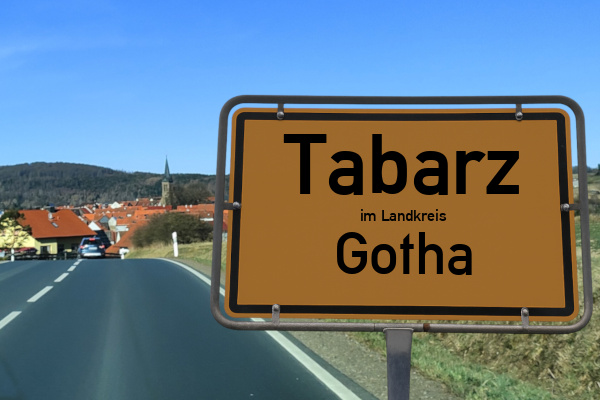 Tabarz
im Landkreis
Gotha